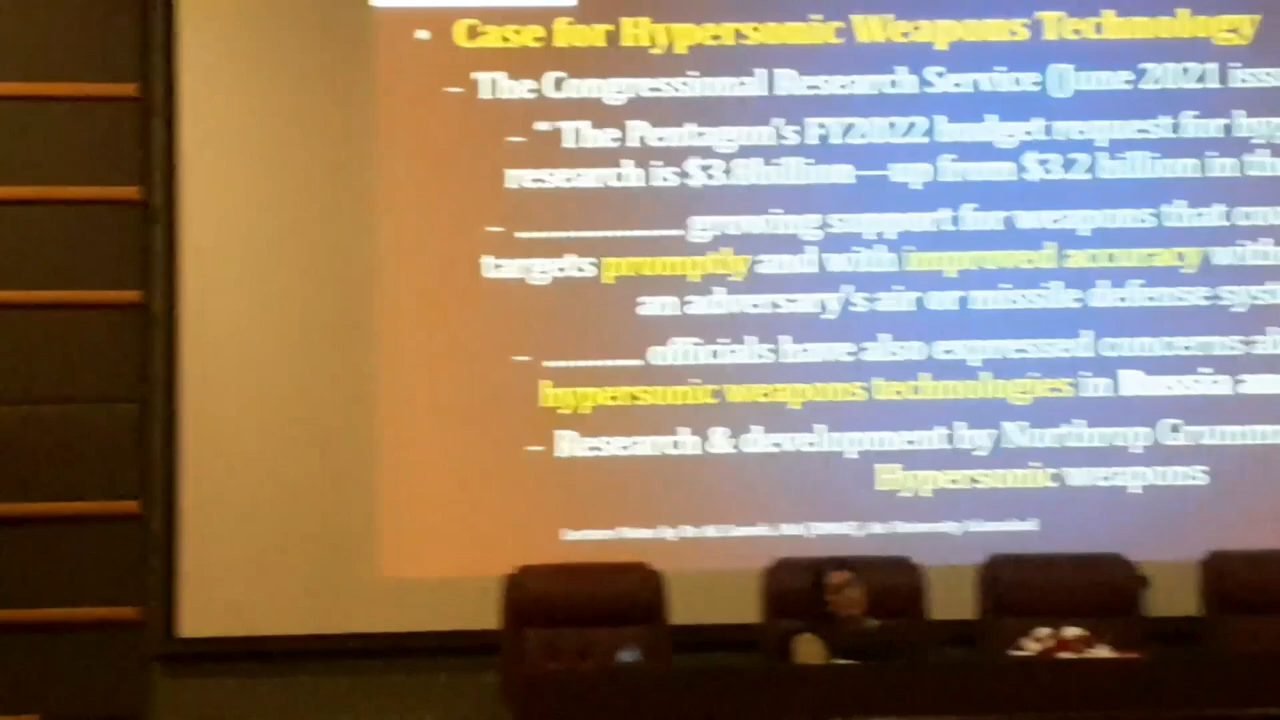 • Case for Hypersonic Weapons Technology
– The Congressional Research Service (June 2021
– "The Pentagon's FY2022 budget request for
research is $3.8billion—up from $3.2 billion in
– ............... growing support for weapons that
targets promptly and with improved accuracy
an adversary's air or missile defense
– ......... officials have also expressed concerns
hypersonic weapons technologies in Russia
– Research & development by Northrop
Hypersonic weapons